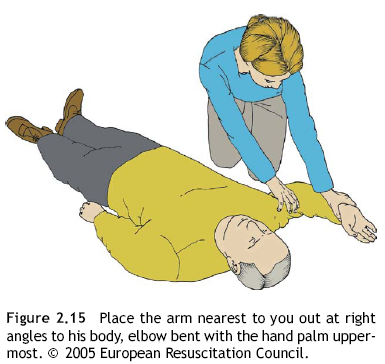 Figure 2.15 Place the arm nearest to you out at right
angles to his body, elbow bent with the hand palm upper-
most. © 2005 European Resuscitation Council.